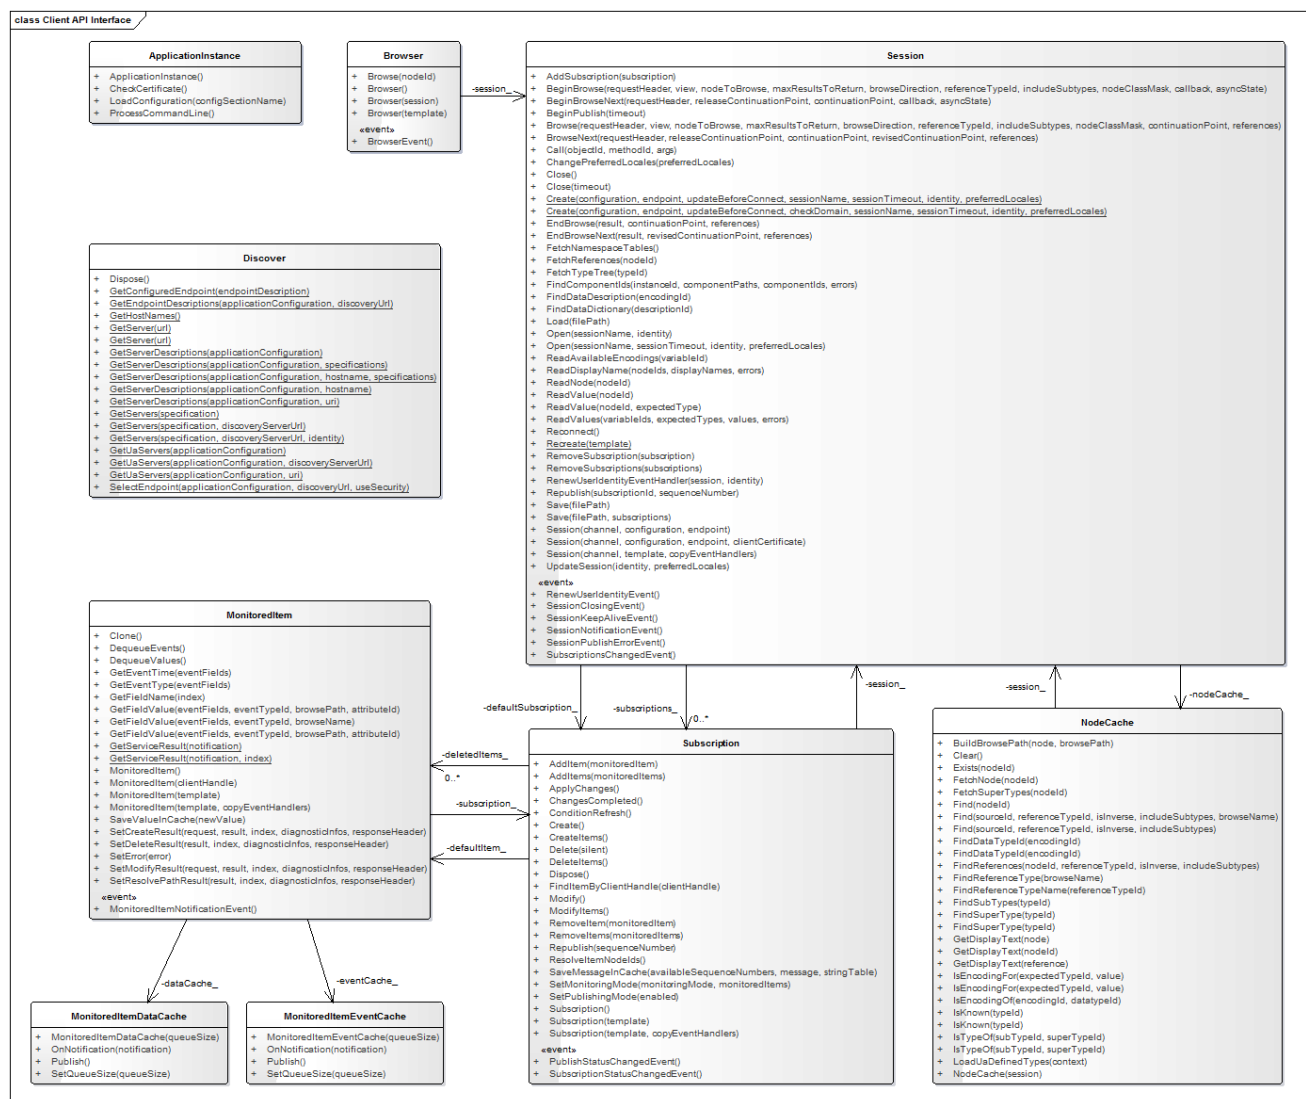 class Client API Interface
ApplicationInstance
+ ApplicationInstance()
+ CheckCertificate()
+ LoadConfiguration(configSectionName)
+ ProcessCommandLine()
Browser
+ Browse(nodeId)
+ Browser()
+ Browser(session)
+ Browser(template)
«event»
+ BrowserEvent()
-session_
Session
+ AddSubscription(subscription)
+ BeginBrowse(requestHeader, view, nodeToBrowse, maxResultsToReturn, browseDirection, referenceTypeId, includeSubtypes, nodeClassMask, callback, asyncState)
+ BeginBrowseNext(requestHeader, releaseContinuationPoint, continuationPoint, callback, asyncState)
+ BeginPublish(timeout)
+ Browse(requestHeader, view, nodeToBrowse, maxResultsToReturn, browseDirection, referenceTypeId, includeSubtypes, nodeClassMask, continuationPoint, references)
+ BrowseNext(requestHeader, releaseContinuationPoint, continuationPoint, revisedContinuationPoint, references)
+ Call(objectId, methodId, args)
+ ChangePreferredLocales(preferredLocales)
+ Close()
+ Close(timeout)
+ Create(configuration, endpoint, updateBeforeConnect, sessionName, sessionTimeout, identity, preferredLocales)
+ Create(configuration, endpoint, updateBeforeConnect, checkDomain, sessionName, sessionTimeout, identity, preferredLocales)
+ EndBrowse(result, continuationPoint, references)
+ EndBrowseNext(result, revisedContinuationPoint, references)
+ FetchNamespaceTables()
+ FetchReferences(nodeId)
+ FetchTypeTree(typeId)
+ FindComponentIds(instanceId, componentPaths, componentIds, errors)
+ FindDataDescription(encodingId)
+ FindDataDictionary(descriptionId)
+ Load(filePath)
+ Open(sessionName, identity)
+ Open(sessionName, sessionTimeout, identity, preferredLocales)
+ ReadAvailableEncodings(variableId)
+ ReadDisplayName(nodeIds, displayNames, errors)
+ ReadNode(nodeId)
+ ReadValue(nodeId)
+ ReadValue(nodeId, expectedType)
+ ReadValues(variableIds, expectedTypes, values, errors)
+ Reconnect()
+ Recreate(template)
+ RemoveSubscription(subscription)
+ RemoveSubscriptions(subscriptions)
+ RenewUserIdentityEventHandler(session, identity)
+ Republish(subscriptionId, sequenceNumber)
+ Save(filePath)
+ Save(filePath, subscriptions)
+ Session(channel, configuration, endpoint)
+ Session(channel, configuration, endpoint, clientCertificate)
+ Session(channel, template, copyEventHandlers)
+ UpdateSession(identity, preferredLocales)
«event»
+ RenewUserIdentityEvent()
+ SessionClosingEvent()
+ SessionKeepAliveEvent()
+ SessionNotificationEvent()
+ SessionPublishErrorEvent()
+ SubscriptionsChangedEvent()
Discover
+ Dispose()
+ GetConfiguredEndpoint(endpointDescription)
+ GetEndpointDescriptions(applicationConfiguration, discoveryUrl)
+ GetHostNames()
+ GetServer(url)
+ GetServer(url)
+ GetServerDescriptions(applicationConfiguration)
+ GetServerDescriptions(applicationConfiguration, specifications)
+ GetServerDescriptions(applicationConfiguration, hostname, specifications)
+ GetServerDescriptions(applicationConfiguration, hostname)
+ GetServerDescriptions(applicationConfiguration, uri)
+ GetServers(specification)
+ GetServers(specification, discoveryServerUrl)
+ GetServers(specification, discoveryServerUrl, identity)
+ GetUaServers(applicationConfiguration)
+ GetUaServers(applicationConfiguration, discoveryServerUrl)
+ GetUaServers(applicationConfiguration, uri)
+ SelectEndpoint(applicationConfiguration, discoveryUrl, useSecurity)
MonitoredItem
+ Clone()
+ DequeueEvents()
+ DequeueValues()
+ GetEventTime(eventFields)
+ GetEventType(eventFields)
+ GetFieldName(index)
+ GetFieldValue(eventFields, eventTypeId, browsePath, attributeId)
+ GetFieldValue(eventFields, eventTypeId, browseName)
+ GetFieldValue(eventFields, eventTypeId, browsePath, attributeId)
+ GetServiceResult(notification)
+ GetServiceResult(notification, index)
+ MonitoredItem()
+ MonitoredItem(clientHandle)
+ MonitoredItem(template)
+ MonitoredItem(template, copyEventHandlers)
+ SaveValueInCache(newValue)
+ SetCreateResult(request, result, index, diagnosticInfos, responseHeader)
+ SetDeleteResult(result, index, diagnosticInfos, responseHeader)
+ SetError(error)
+ SetModifyResult(request, result, index, diagnosticInfos, responseHeader)
+ SetResolvePathResult(result, index, diagnosticInfos, responseHeader)
«event»
+ MonitoredItemNotificationEvent()
-defaultSubscription_
-subscriptions_
0..*
-session_
-session_
-nodeCache_
-deletedItems_
0..*
-subscription_
-defaultItem_
Subscription
+ AddItem(monitoredItem)
+ AddItems(monitoredItems)
+ ApplyChanges()
+ ChangesCompleted()
+ ConditionRefresh()
+ Create()
+ CreateItems()
+ Delete(silent)
+ DeleteItems()
+ Dispose()
+ FindItemByClientHandle(clientHandle)
+ Modify()
+ ModifyItems()
+ RemoveItem(monitoredItem)
+ RemoveItems(monitoredItems)
+ Republish(sequenceNumber)
+ ResolveItemNodeIds()
+ SaveMessageInCache(availableSequenceNumbers, message, stringTable)
+ SetMonitoringMode(monitoringMode, monitoredItems)
+ SetPublishingMode(enabled)
+ Subscription()
+ Subscription(template)
+ Subscription(template, copyEventHandlers)
«event»
+ PublishStatusChangedEvent()
+ SubscriptionStatusChangedEvent()
NodeCache
+ BuildBrowsePath(node, browsePath)
+ Clear()
+ Exists(nodeId)
+ FetchNode(nodeId)
+ FetchSuperTypes(nodeId)
+ Find(nodeId)
+ Find(sourceId, referenceTypeId, isInverse, includeSubtypes, browseName)
+ Find(sourceId, referenceTypeId, isInverse, includeSubtypes)
+ FindDataTypeId(encodingId)
+ FindDataTypeId(encodingId)
+ FindReferences(nodeId, referenceTypeId, isInverse, includeSubtypes)
+ FindReferenceType(browseName)
+ FindReferenceTypeName(referenceTypeId)
+ FindSubTypes(typeId)
+ FindSuperType(typeId)
+ FindSuperType(typeId)
+ GetDisplayText(node)
+ GetDisplayText(nodeId)
+ GetDisplayText(reference)
+ IsEncodingFor(expectedTypeId, value)
+ IsEncodingFor(expectedTypeId, value)
+ IsEncodingOf(encodingId, datatypeId)
+ IsKnown(typeId)
+ IsKnown(typeId)
+ IsTypeOf(subTypeId, superTypeId)
+ IsTypeOf(subTypeId, superTypeId)
+ LoadUaDefinedTypes(context)
+ NodeCache(session)
-dataCache_
-eventCache_
MonitoredItemDataCache
+ MonitoredItemDataCache(queueSize)
+ OnNotification(notification)
+ Publish()
+ SetQueueSize(queueSize)
MonitoredItemEventCache
+ MonitoredItemEventCache(queueSize)
+ OnNotification(notification)
+ Publish()
+ SetQueueSize(queueSize)